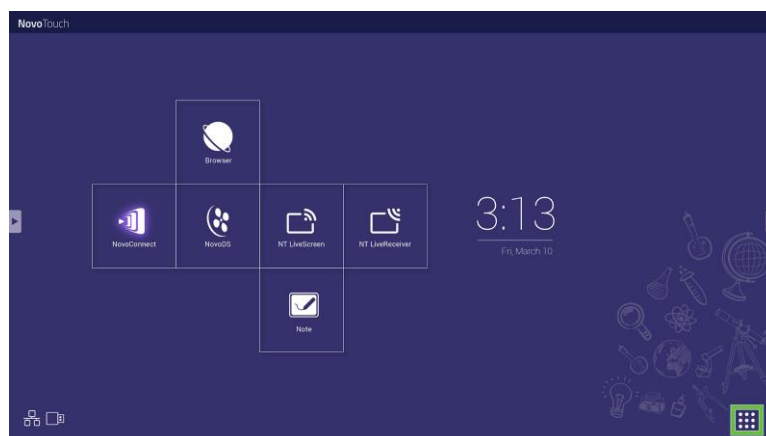 NovoTouch
Browser
NovoConnect
NovoDS
NT LiveScreen
NT LiveReceiver
3:13
Fri, March 10
Note